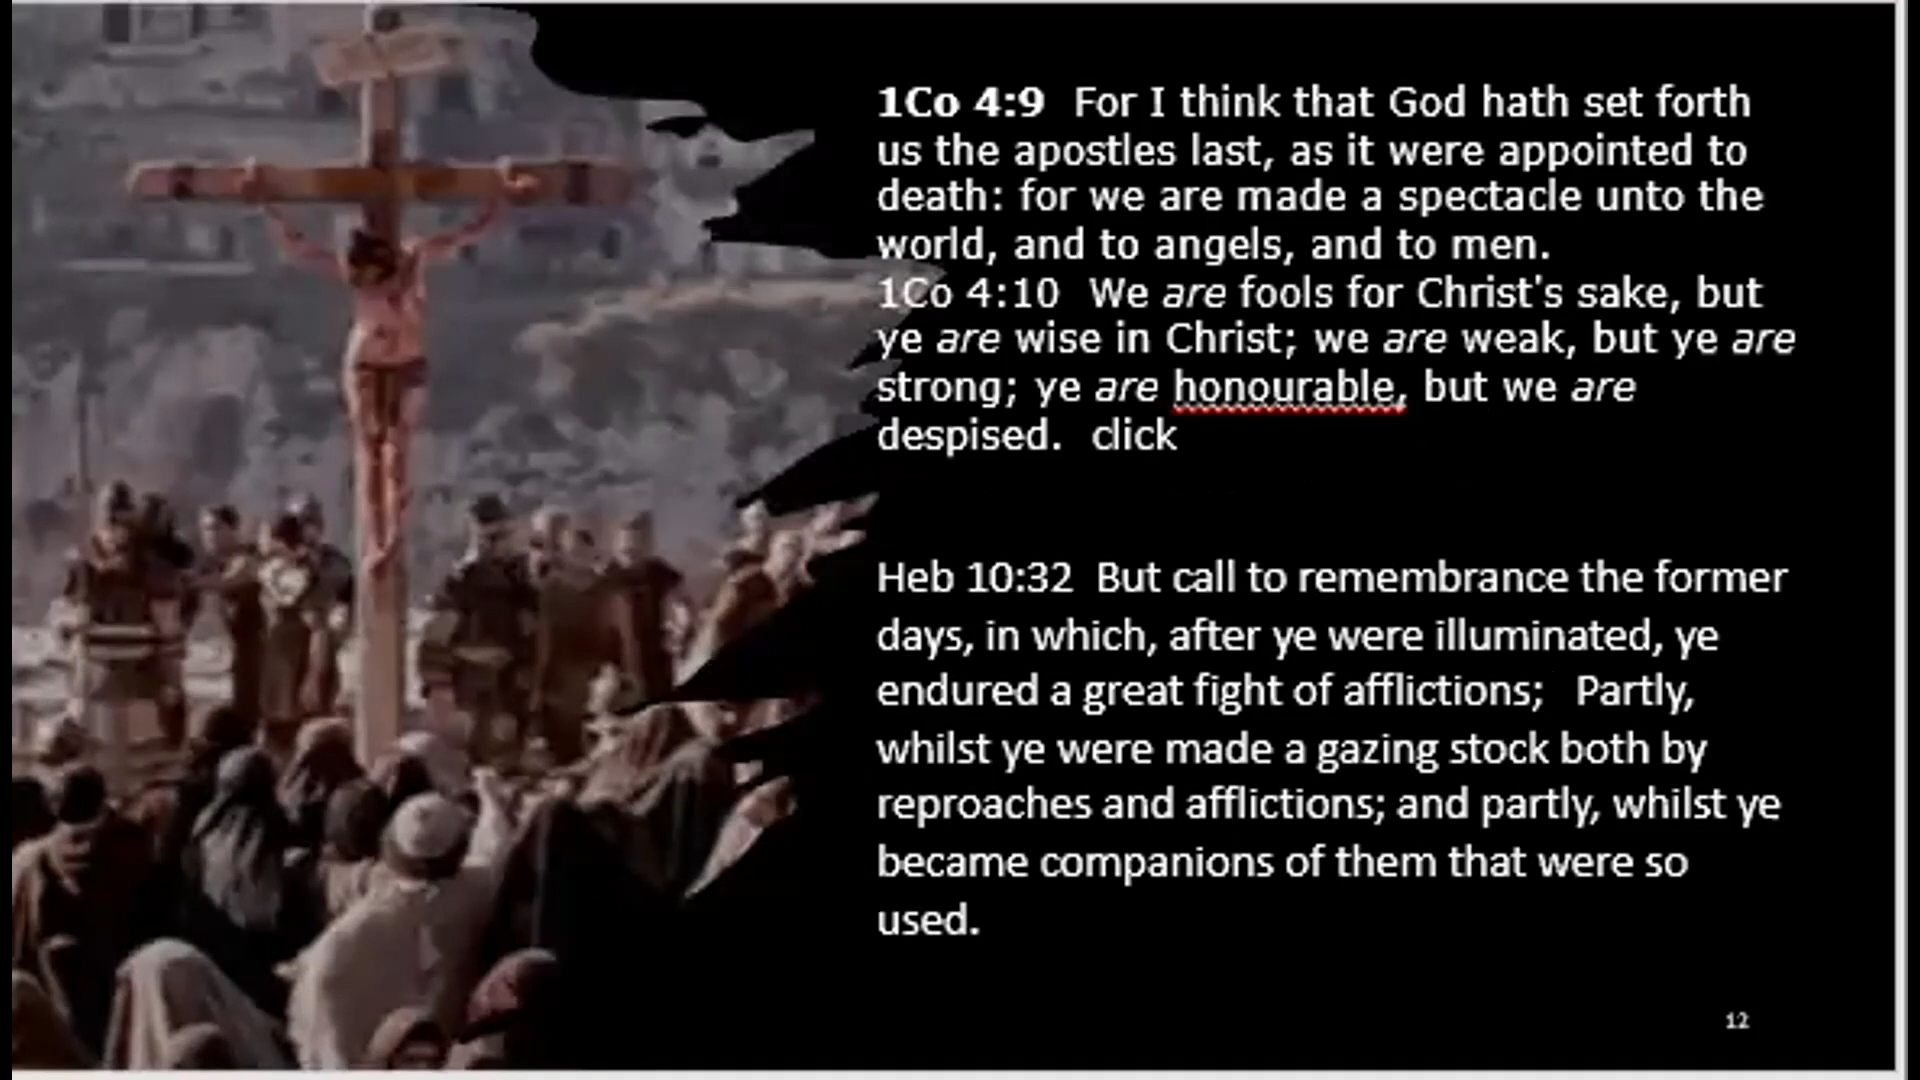 1Co 4:9 For I think that God hath set forth
us the apostles last, as it were appointed to
death: for we are made a spectacle unto the
world, and to angels, and to men.
1Co 4:10 We are fools for Christ's sake, but
ye are wise in Christ; we are weak, but ye are
strong; ye are honourable, but we are
despised. click
Heb 10:32 But call to remembrance the former
days, in which, after ye were illuminated, ye
endured a great fight of afflictions; Partly,
whilst ye were made a gazing stock both by
reproaches and afflictions; and partly, whilst ye
became companions of them that were so
used.
12